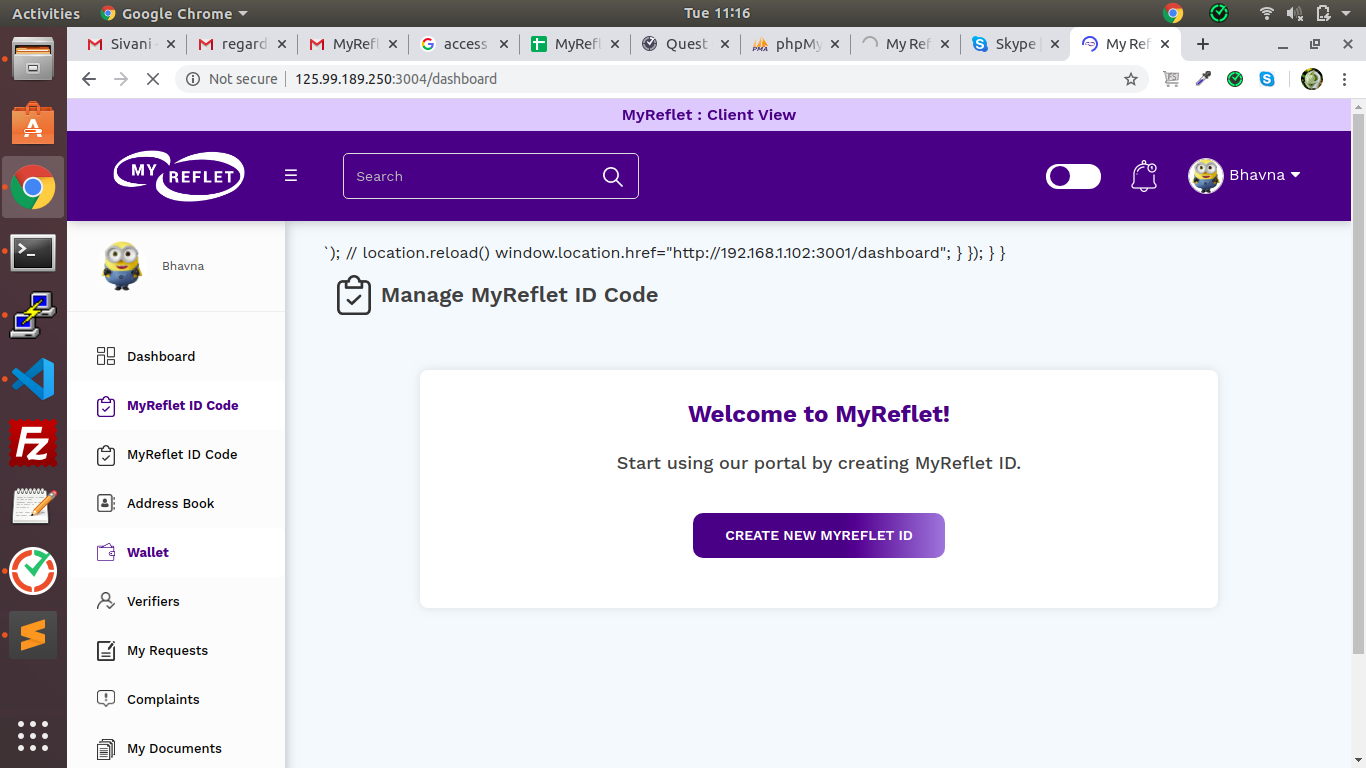 Activities Google Chrome Tue 11:16
Sivani - regard MyRefl access MyRefl Quest phpMy My Ref Skype My Ref
Not secure 125.99.189.250:3004/dashboard
MyReflet : Client View
MY REFLET
Search
Bhavna
Bhavna
`); // location.reload() window.location.href="http://192.168.1.102:3001/dashboard"; } }); } }
Manage MyReflet ID Code
Dashboard
MyReflet ID Code
MyReflet ID Code
Address Book
Wallet
Verifiers
My Requests
Complaints
My Documents
Welcome to MyReflet!
Start using our portal by creating MyReflet ID.
CREATE NEW MYREFLET ID